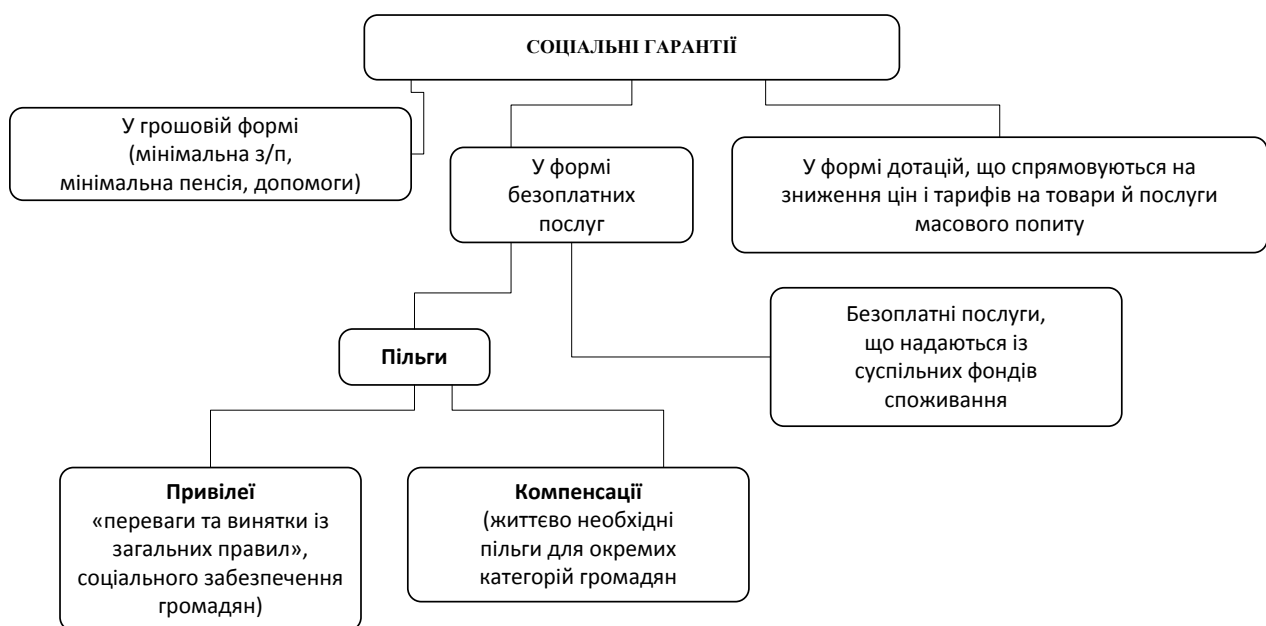 СОЦІАЛЬНІ ГАРАНТІЇ
У грошовій формі
(мінімальна з/п,
мінімальна пенсія, допомоги)
У формі
безоплатних
послуг
У формі дотацій, що спрямовуються на
зниження цін і тарифів на товари й послуги
масового попиту
Пільги
Безоплатні послуги,
що надаються із
суспільних фондів
споживання
Привілеї
«переваги та винятки із
загальних правил»,
соціального забезпечення
громадян)
Компенсації
(життєво необхідні
пільги для окремих
категорій громадян